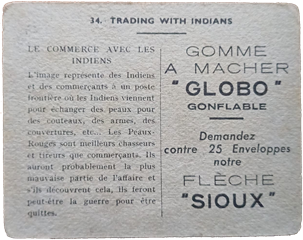 34. TRADING WITH INDIANS
LE COMMERCE AVEC LES
INDIENS
L'image représente des Indiens
et des commerçants à un poste
frontière où les Indiens viennent
pour échanger des peaux pour
des couteaux, des armes, des
couvertures, etc... Les Peaux-
Rouges sont meilleurs chasseurs
et tireurs que commerçants. Ils
auront probablement la plus
mauvaise partie de l'affaire et
s'ils découvrent cela, ils feront
peut-être la guerre pour être
quittes.
GOMME
A MACHER
"GLOBO"
GONFLABLE
Demandez
contre 25 Enveloppes
notre
FLÈCHE
"SIOUX"